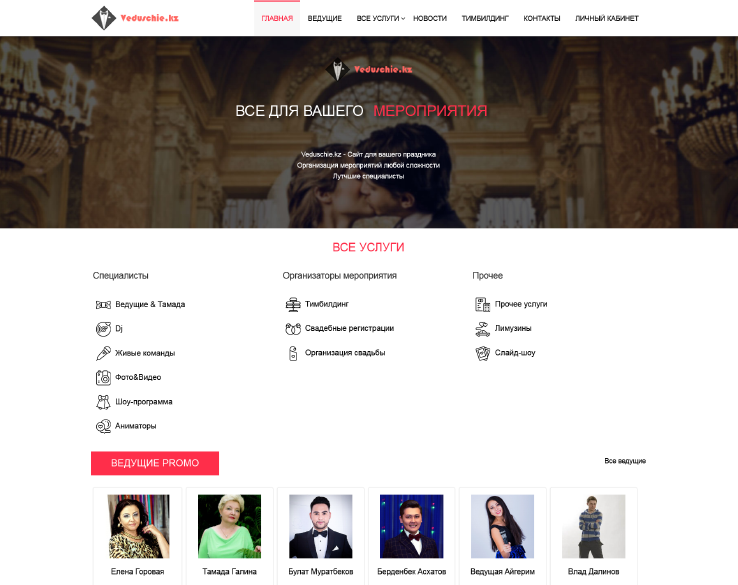 Veduschie.kz
ГЛАВНАЯ ВЕДУЩИЕ ВСЕ УСЛУГИ НОВОСТИ ТИМБИЛДИНГ КОНТАКТЫ ЛИЧНЫЙ КАБИНЕТ
Veduschie.kz
ВСЕ ДЛЯ ВАШЕГО МЕРОПРИЯТИЯ
Veduschie.kz - Сайт для вашего праздника
Организация мероприятий любой сложности
Лутчшие специалисты
ВСЕ УСЛУГИ
Специалисты
Ведущие & Тамада
Dj
Живые команды
Фото&Видео
Шоу-программа
Аниматоры
Организаторы мероприятия
Тимбилдинг
Свадебные регистрации
Организация свадьбы
Прочее
Прочее услуги
Лимузины
Слайд-шоу
ВЕДУЩИЕ PROMO
Все ведущие
Елена Горовая
Тамада Галина
Булат Муратбеков
Берденбек Асхатов
Ведущая Айгерим
Влад Далинов